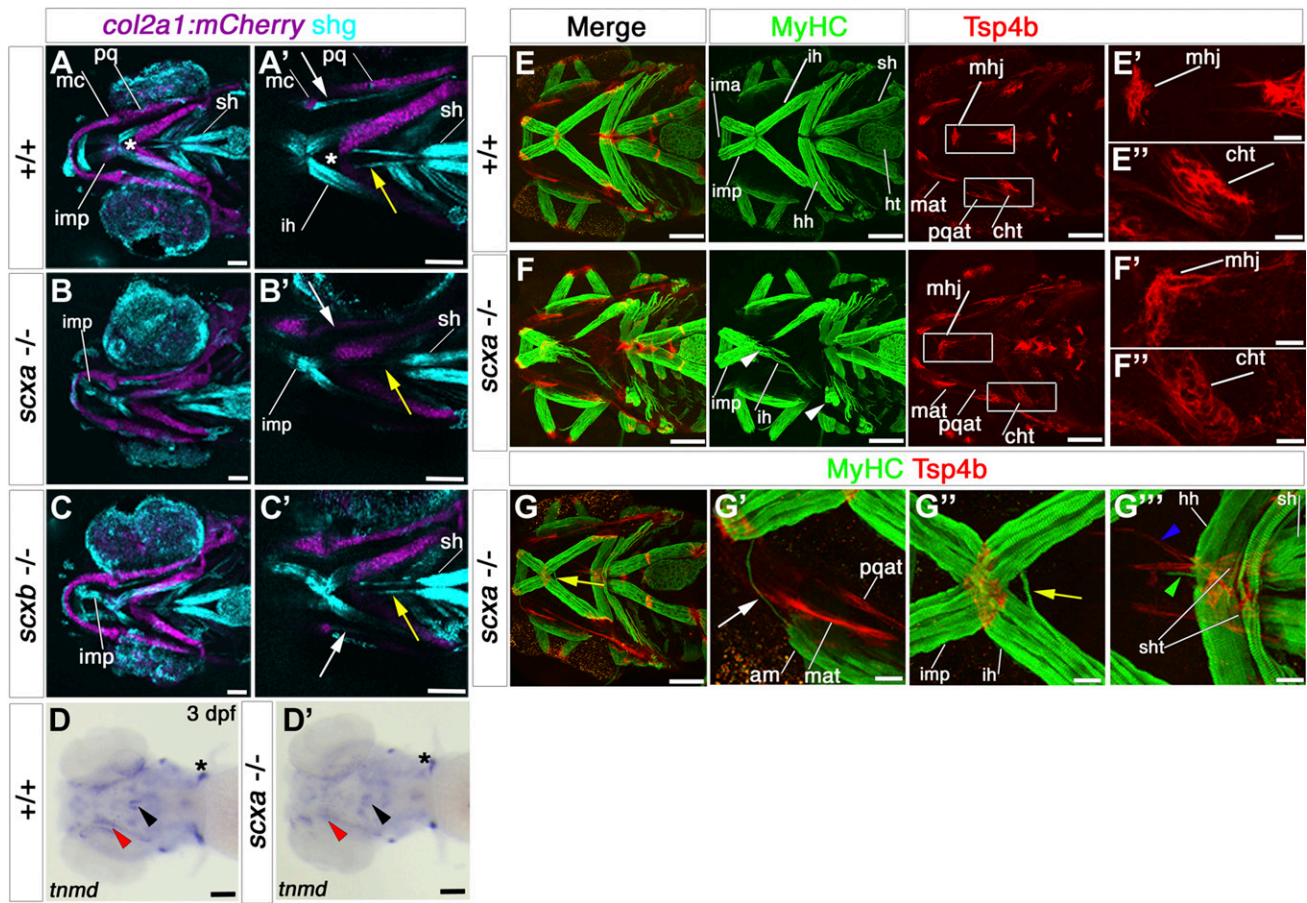 col2a1:mCherry shg
+/+
A
pq
mc
sh
*
imp
A'
mc
pq
sh
*
ih
scxa -/-
B
imp
B'
sh
imp
scxb -/-
C
imp
C'
sh
+/+
D
3 dpf
*
tnmd
scxa -/-
D'
*
tnmd
Merge
MyHC
Tsp4b
+/+
E
ih
sh
ima
imp
hh
ht
mhj
mat
pqat
cht
E'
mhj
E''
cht
scxa -/-
F
imp
ih
mhj
mat
pqat
cht
F'
mhj
F''
cht
MyHC Tsp4b
scxa -/-
G
G'
pqat
am
mat
G''
imp
ih
G'''
hh
sh
sht